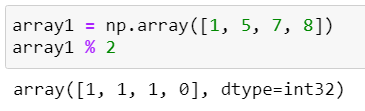 array1 = np.array([1, 5, 7, 8])
array1 % 2
array([1, 1, 1, 0], dtype=int32)